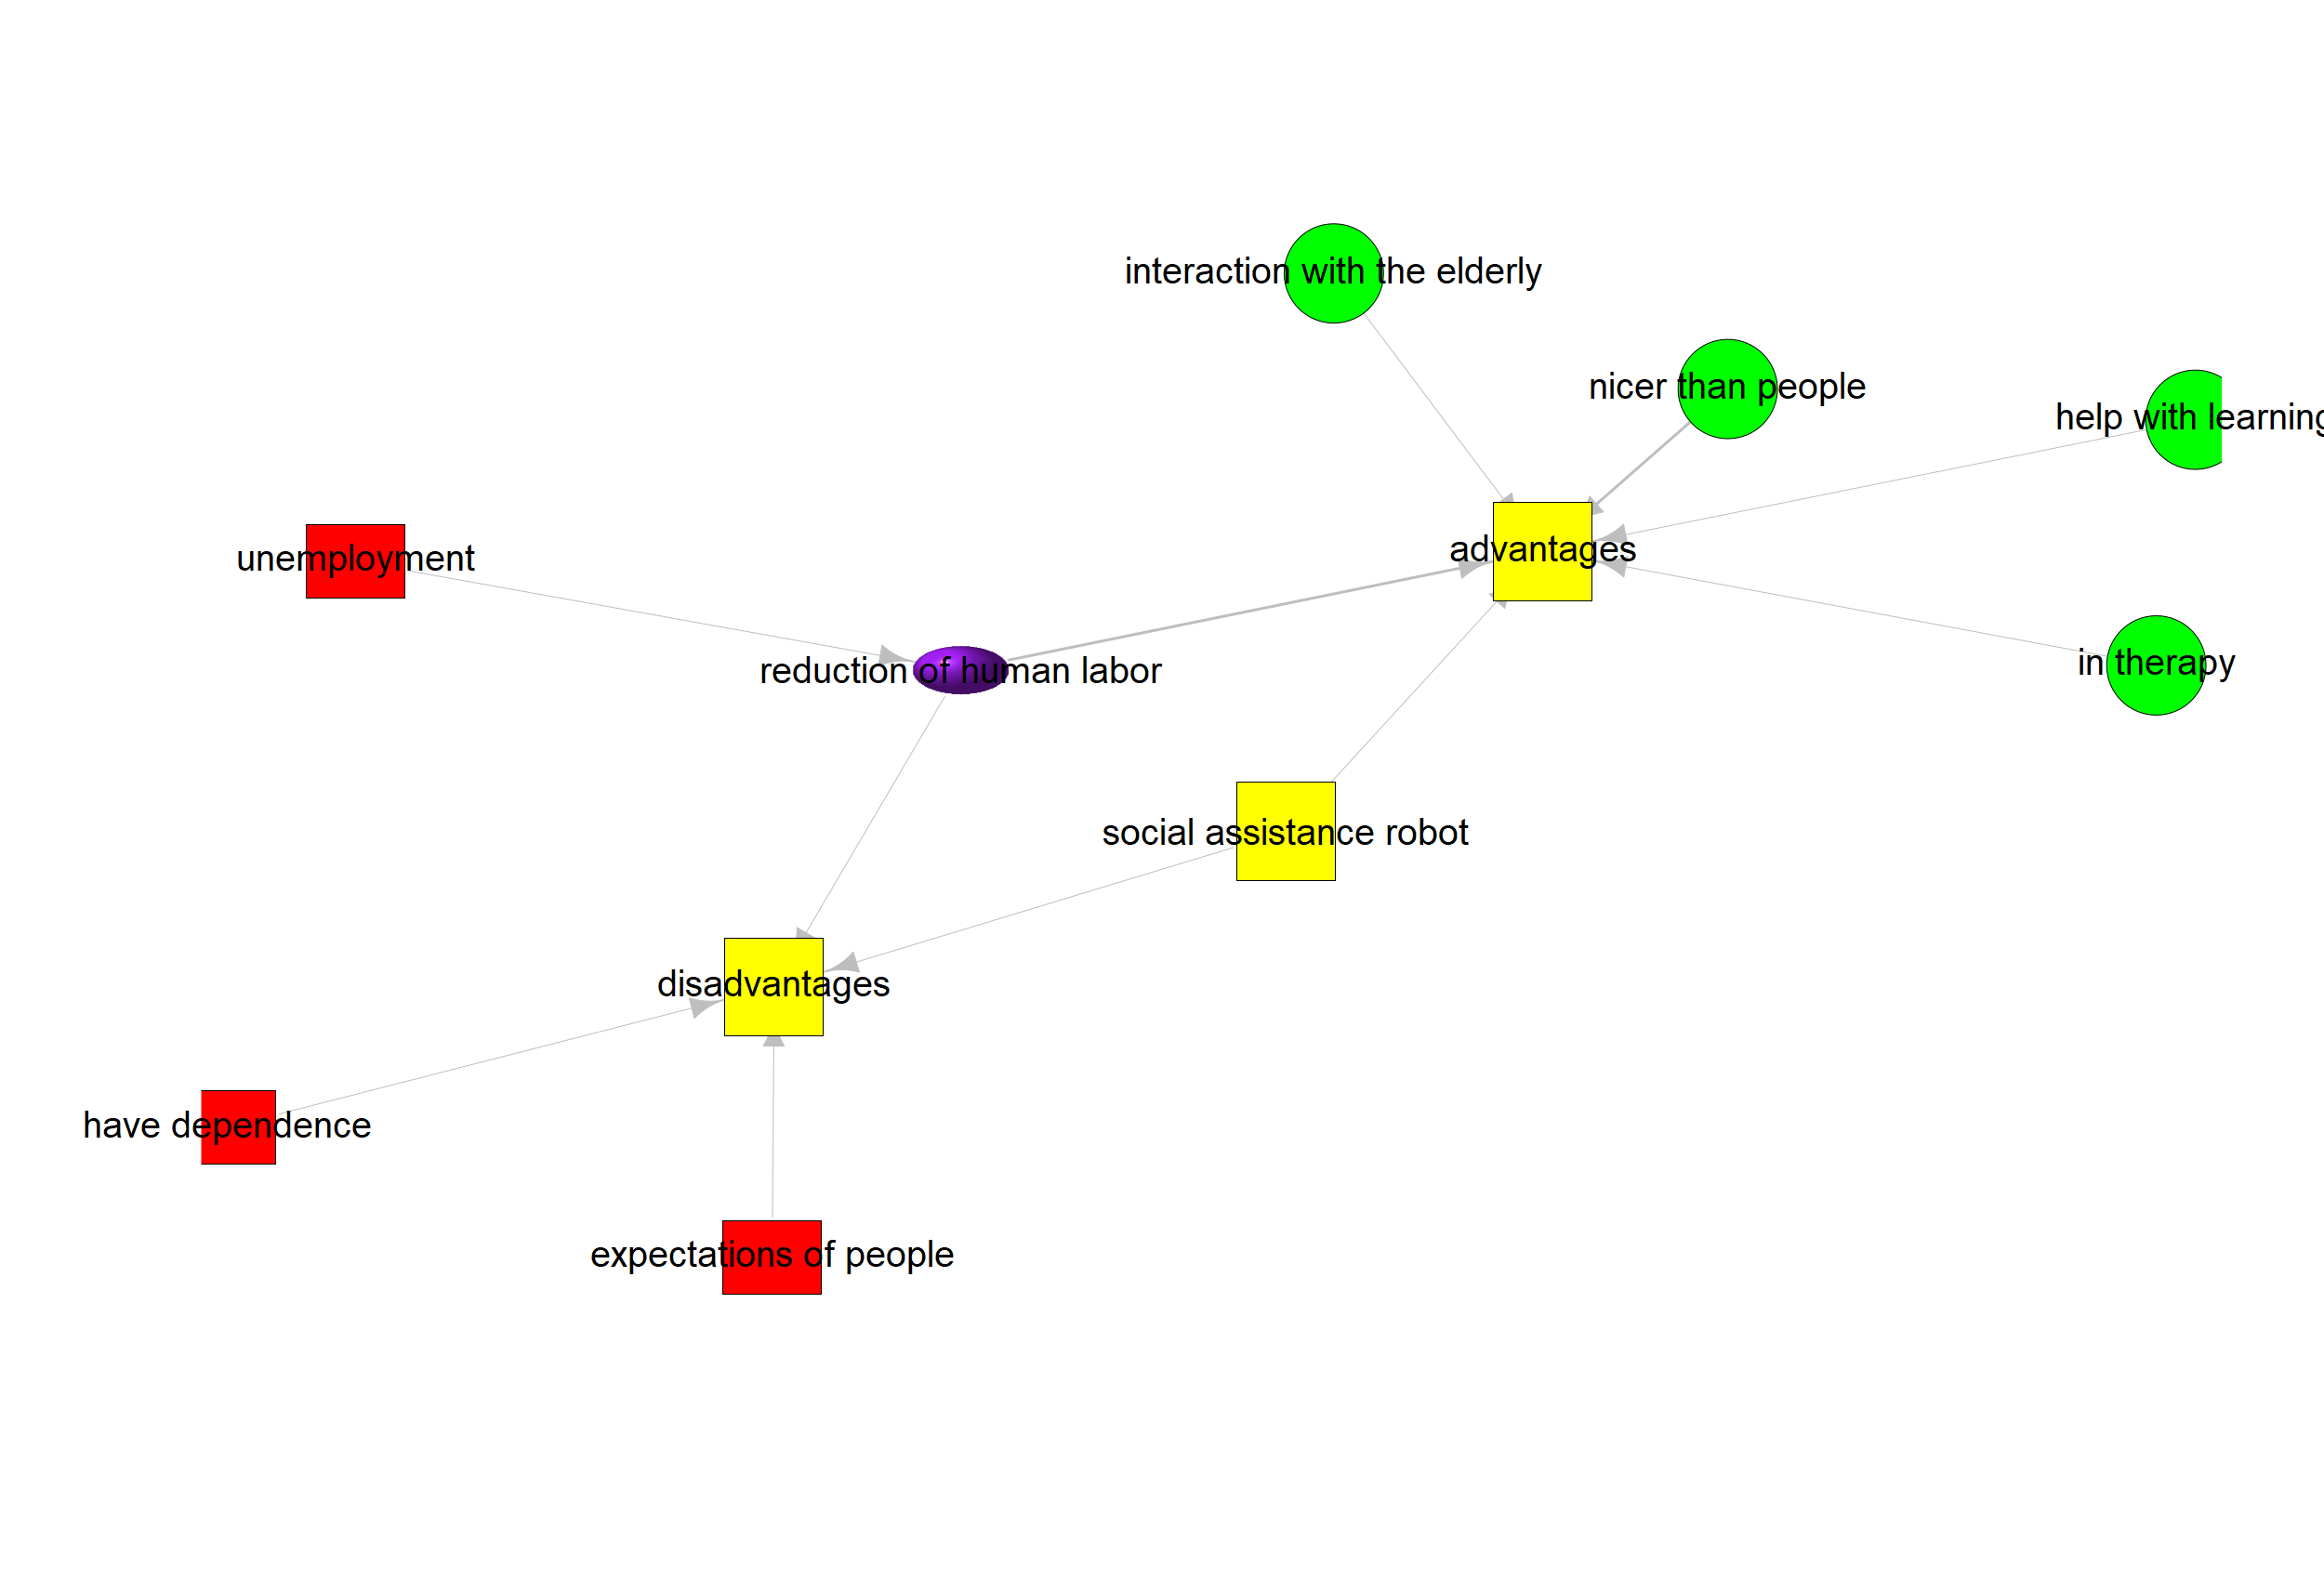 interaction with the elderly
nicer than people
help with learning
advantages
unemployment
reduction of human labor
in therapy
social assistance robot
disadvantages
have dependence
expectations of people